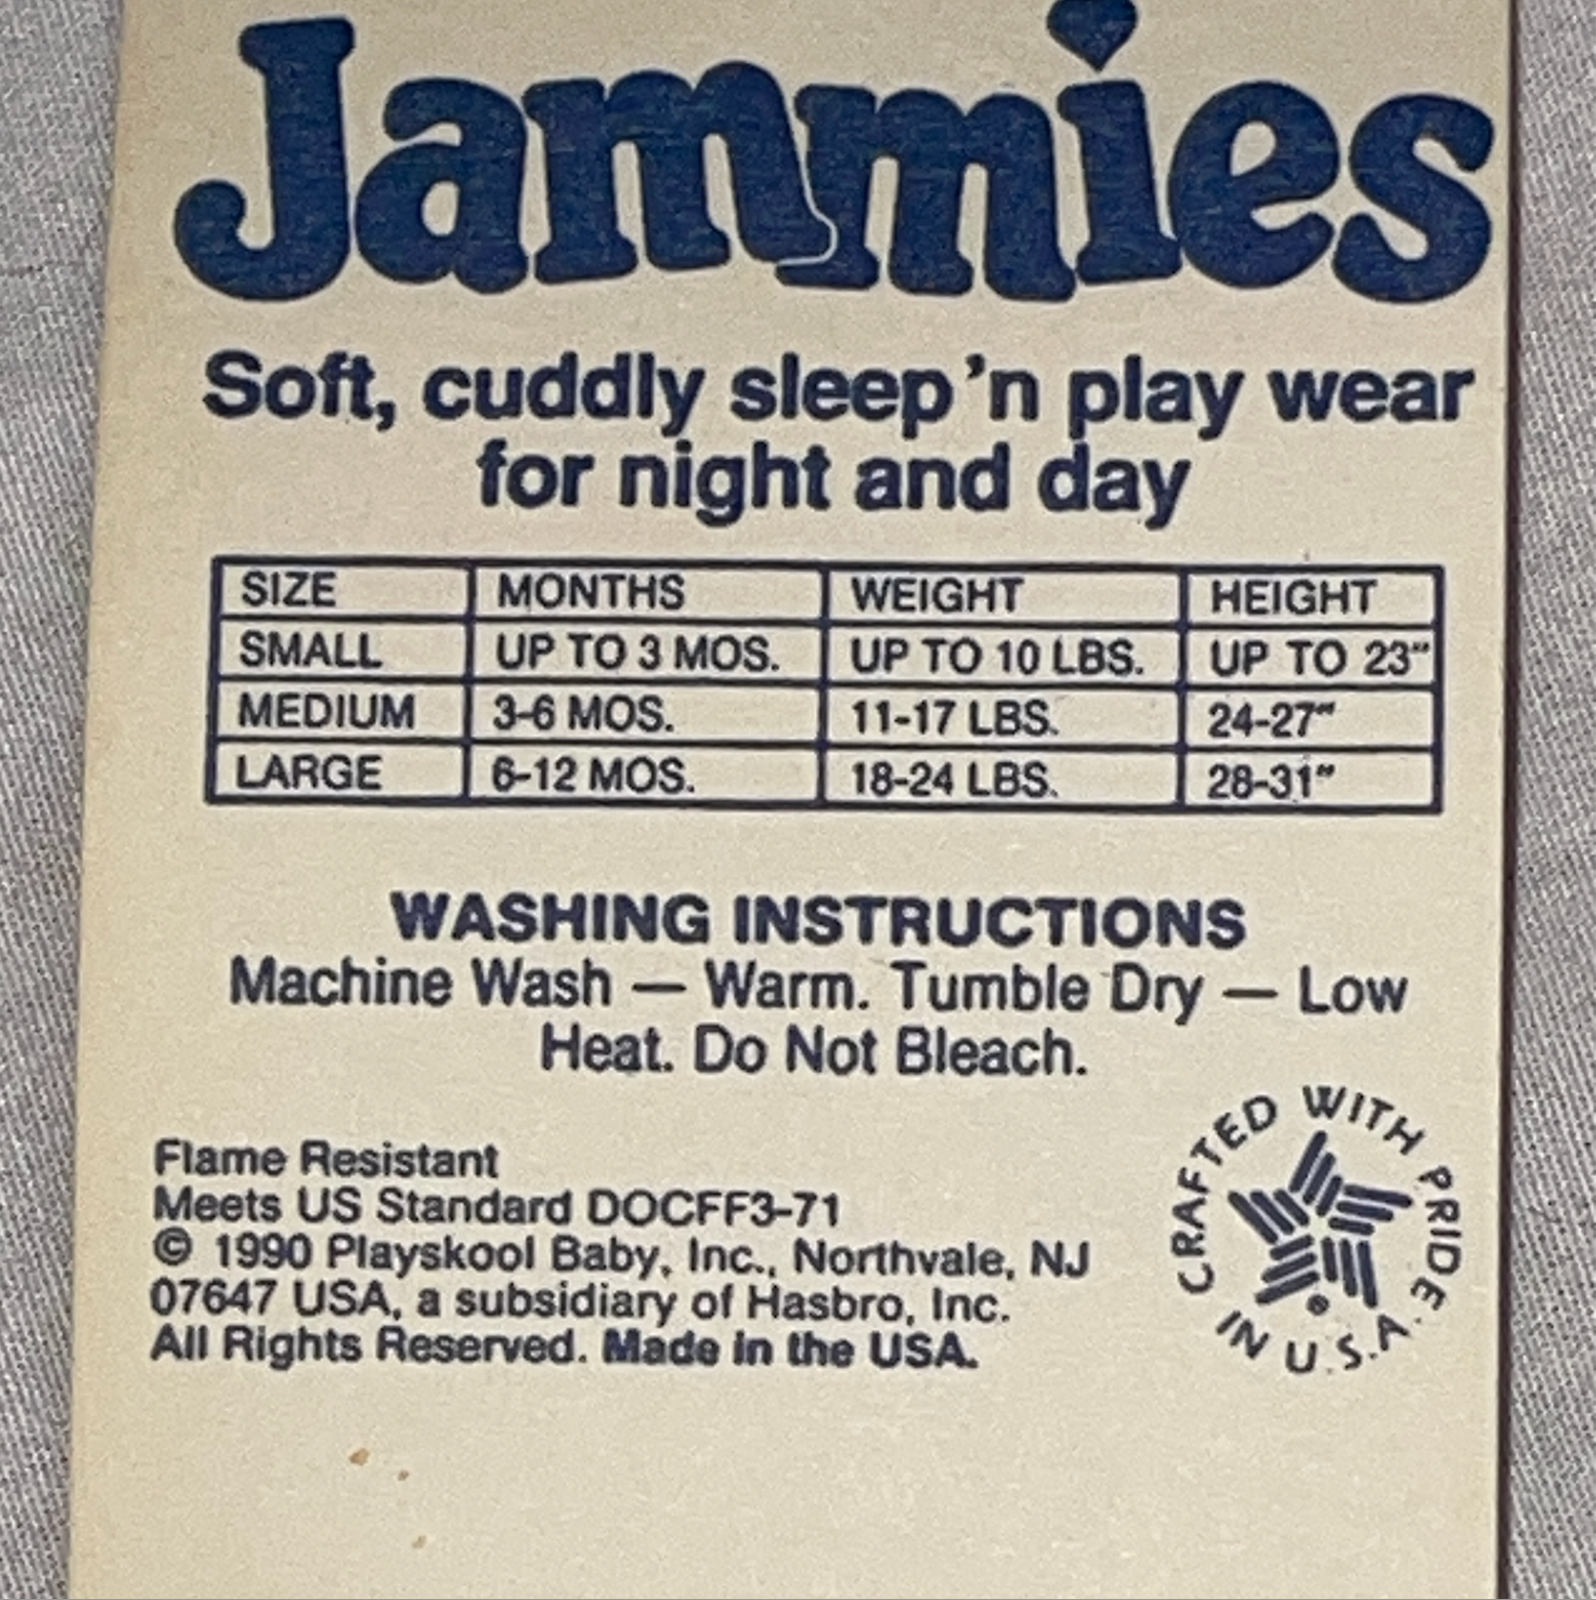 Jammies
Soft, cuddly sleep 'n play wear
for night and day
SIZE MONTHS WEIGHT HEIGHT
SMALL UP TO 3 MOS. UP TO 10 LBS. UP TO 23"
MEDIUM 3-6 MOS. 11-17 LBS. 24-27"
LARGE 6-12 MOS. 18-24 LBS. 28-31"
WASHING INSTRUCTIONS
Machine Wash — Warm. Tumble Dry — Low
Heat. Do Not Bleach.
Flame Resistant
Meets US Standard DOCFF3-71
© 1990 Playskool Baby, Inc., Northvale, NJ
07647 USA, a subsidiary of Hasbro, Inc.
All Rights Reserved. Made in the USA.
CRAFTED WITH PRIDE IN U.S.A.